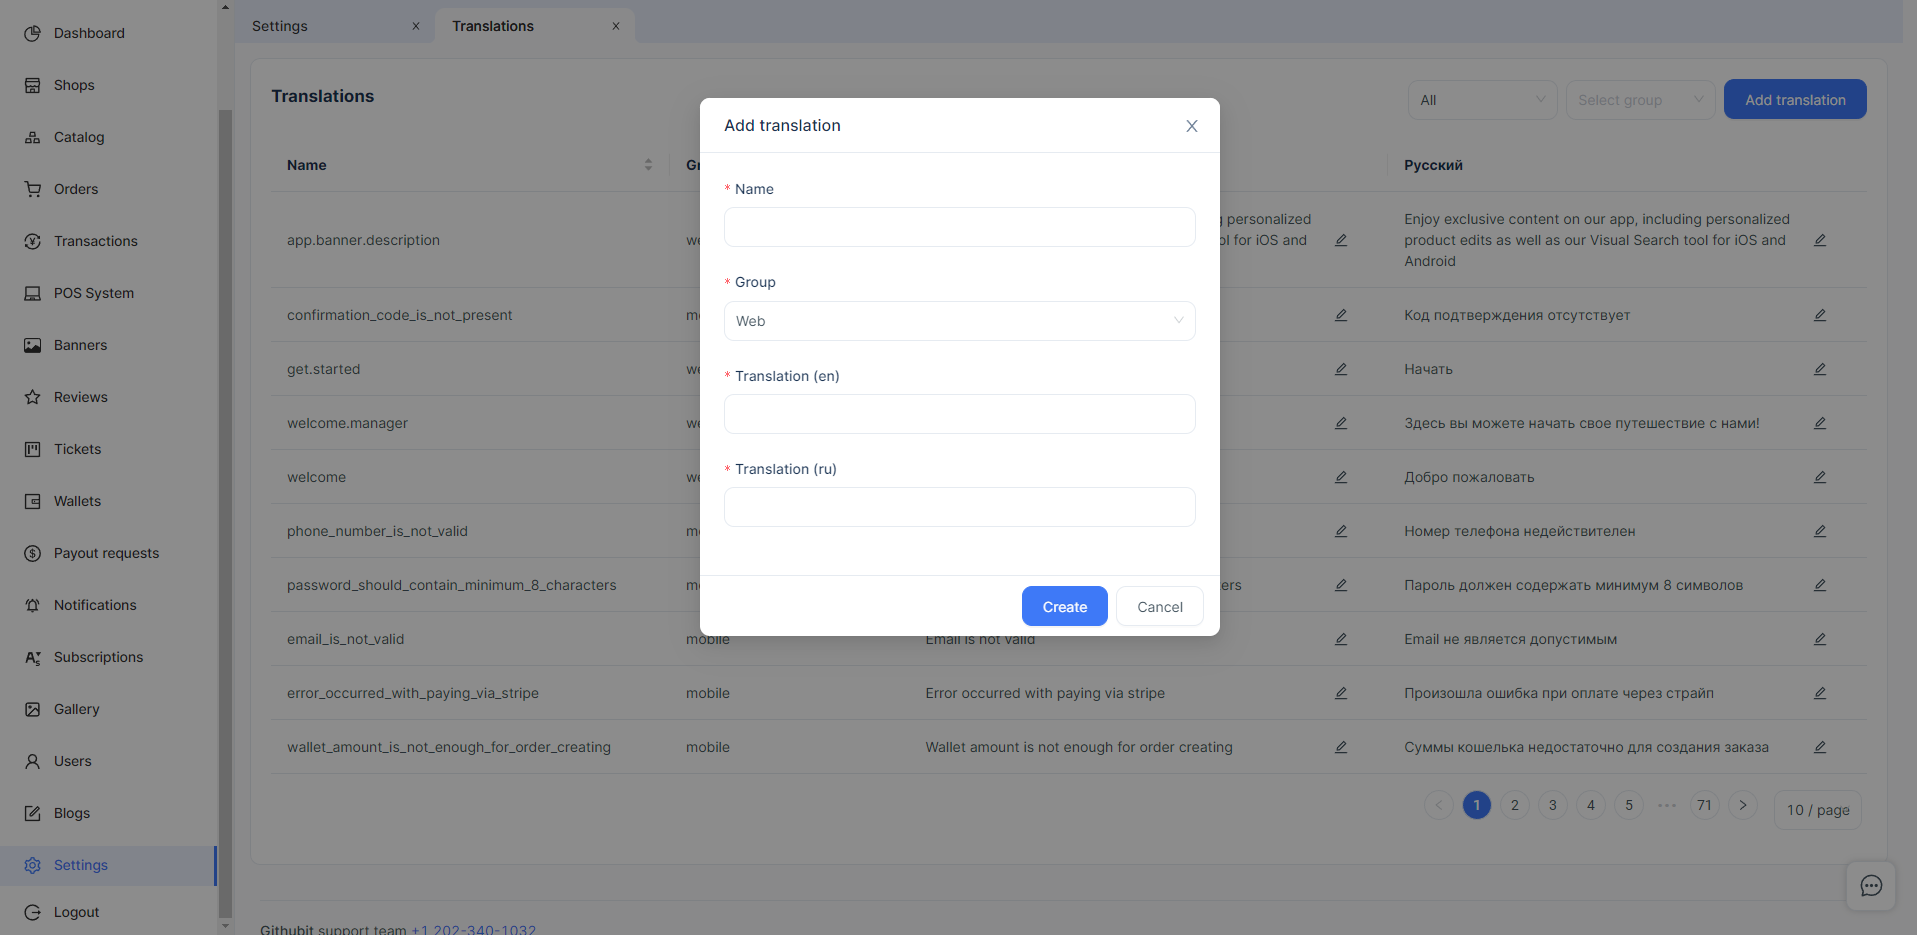 Dashboard
Shops
Catalog
Orders
Transactions
POS System
Banners
Reviews
Tickets
Wallets
Payout requests
Notifications
Subscriptions
Gallery
Users
Blogs
Settings
Logout
Settings
Translations
Translations
All
Select group
Add translation
Name
Русский
app.banner.description
personalized
for iOS and
Enjoy exclusive content on our app, including personalized
product edits as well as our Visual Search tool for iOS and
Android
confirmation_code_is_not_present
Код подтверждения отсутствует
get.started
Начать
welcome.manager
Здесь вы можете начать свое путешествие с нами!
welcome
Добро пожаловать
phone_number_is_not_valid
Номер телефона недействителен
password_should_contain_minimum_8_characters
Пароль должен содержать минимум 8 символов
email_is_not_valid
mobile
Email is not valid
Email не является допустимым
error_occurred_with_paying_via_stripe
mobile
Error occurred with paying via stripe
Произошла ошибка при оплате через страйп
wallet_amount_is_not_enough_for_order_creating
mobile
Wallet amount is not enough for order creating
Суммы кошелька недостаточно для создания заказа
1 2 3 4 5 ••• 71
10 / page
Githubit support team +1 202-340-1032
Add translation
* Name
* Group
Web
* Translation (en)
* Translation (ru)
Create
Cancel